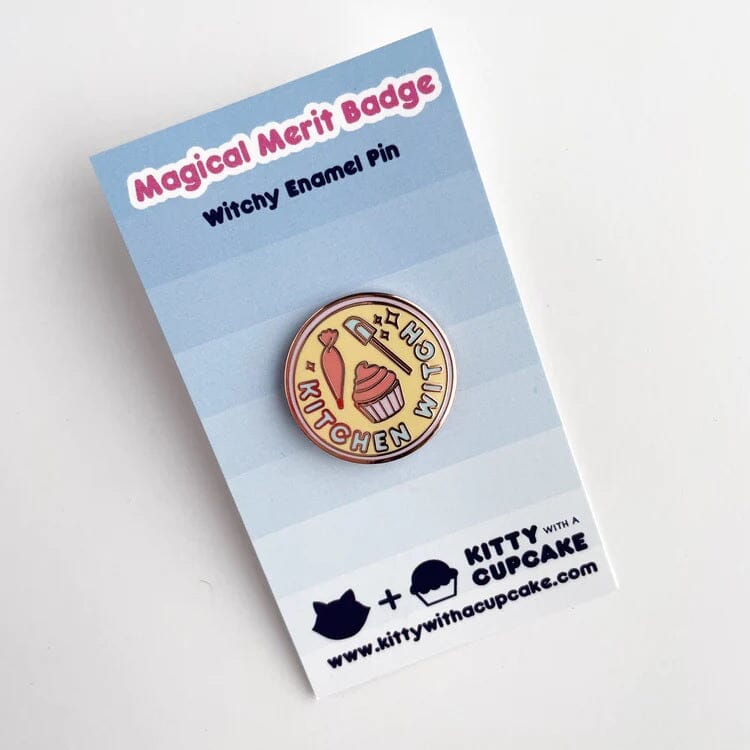 Magical Merit Badge
Witchy Enamel Pin
KITCHEN WITCH
KITTY WITH A
CUPCAKE
www.kittywithacupcake.com